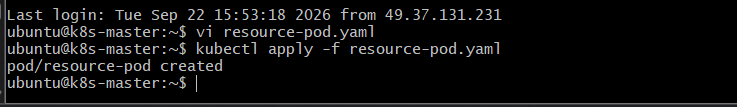 Last login: Tue Sep 22 15:53:18 2026 from 49.37.131.231
ubuntu@k8s-master:~$ vi resource-pod.yaml
ubuntu@k8s-master:~$ kubectl apply -f resource-pod.yaml
pod/resource-pod created
ubuntu@k8s-master:~$